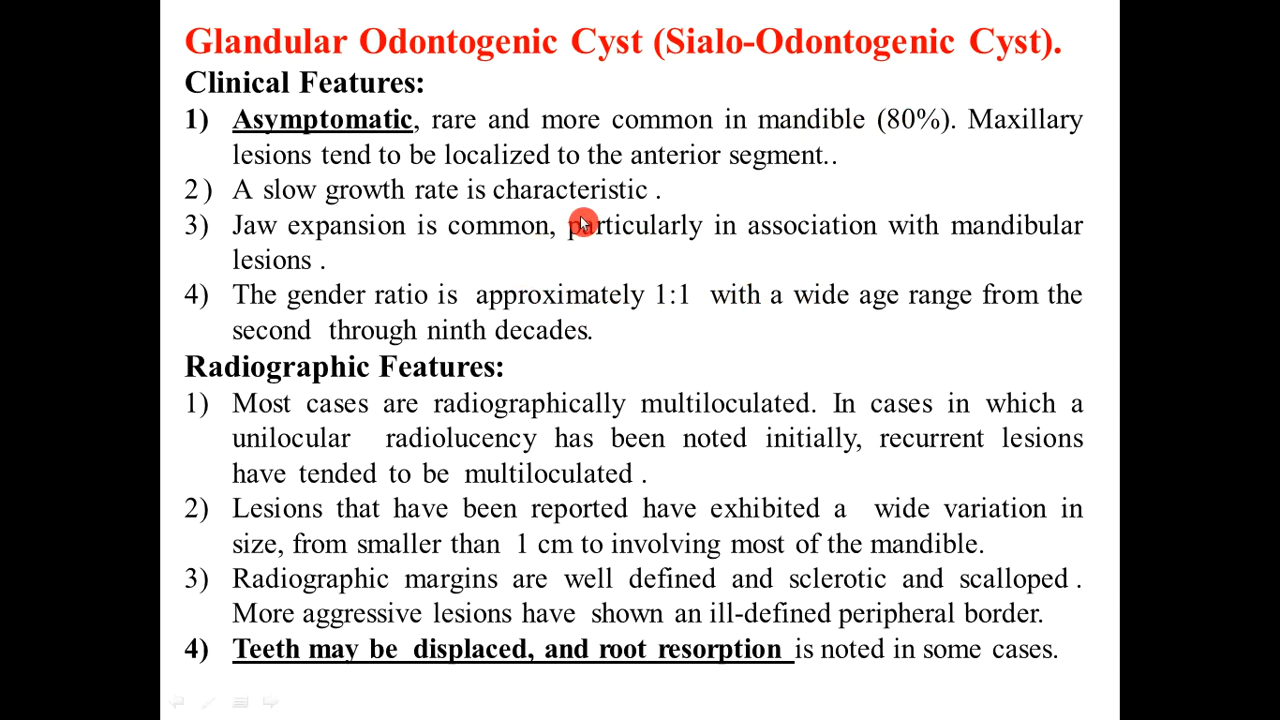 Glandular Odontogenic Cyst (Sialo-Odontogenic Cyst).
Clinical Features:
1) Asymptomatic, rare and more common in mandible (80%). Maxillary
lesions tend to be localized to the anterior segment..
2) A slow growth rate is characteristic .
3) Jaw expansion is common, particularly in association with mandibular
lesions .
4) The gender ratio is approximately 1:1 with a wide age range from the
second through ninth decades.
Radiographic Features:
1) Most cases are radiographically multiloculated. In cases in which a
unilocular radiolucency has been noted initially, recurrent lesions
have tended to be multiloculated .
2) Lesions that have been reported have exhibited a wide variation in
size, from smaller than 1 cm to involving most of the mandible.
3) Radiographic margins are well defined and sclerotic and scalloped .
More aggressive lesions have shown an ill-defined peripheral border.
4) Teeth may be displaced, and root resorption is noted in some cases.